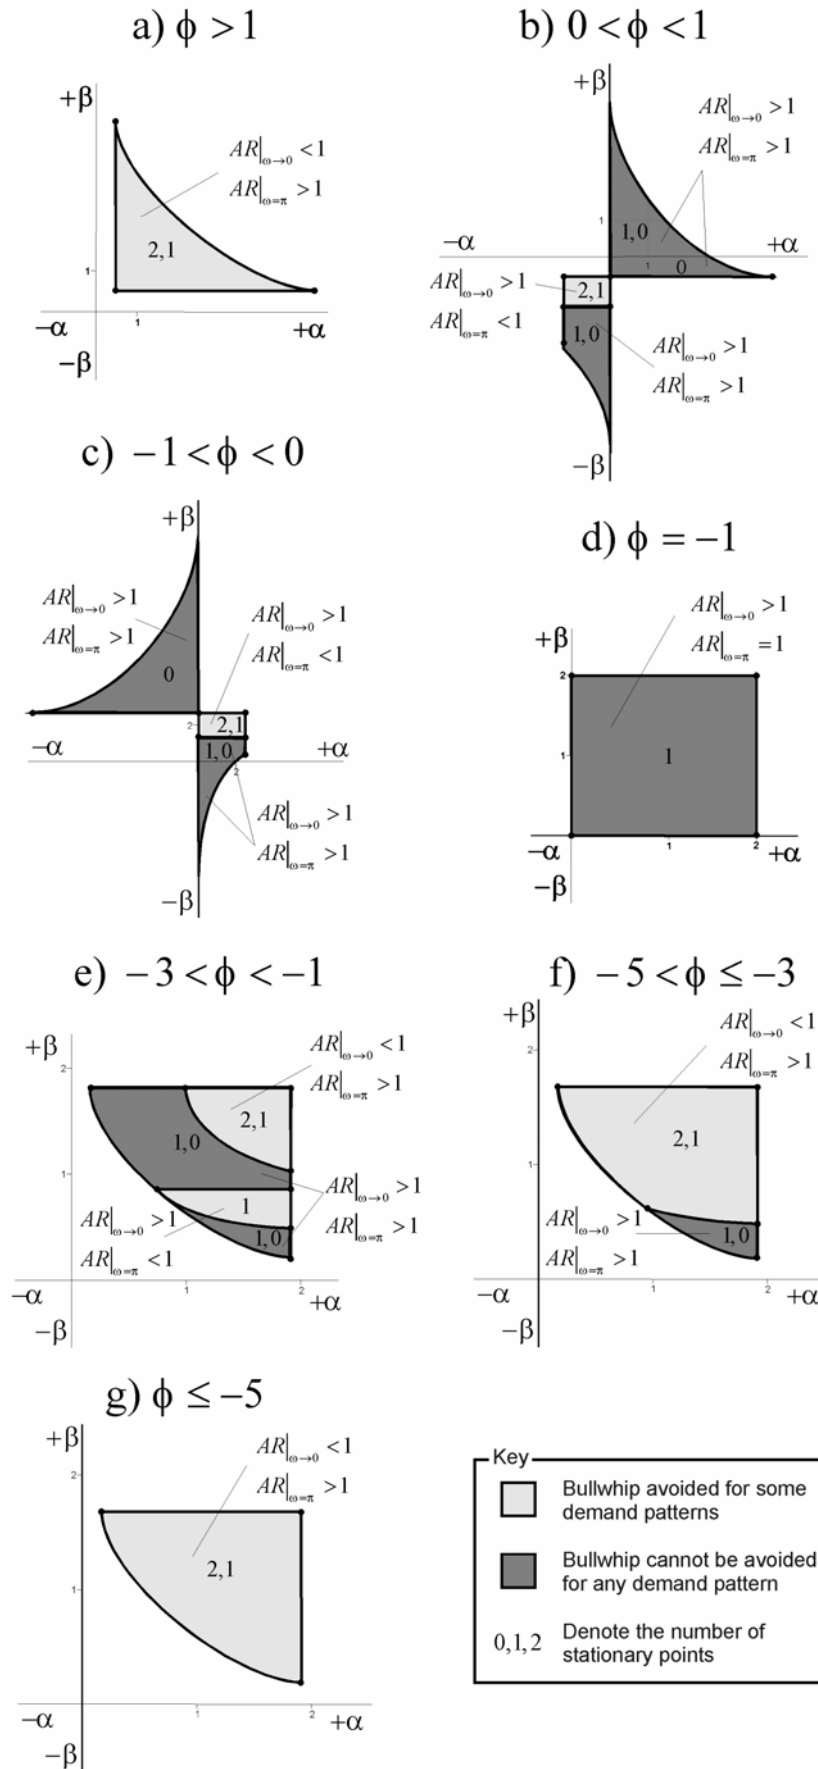 a) ϕ > 1
+β
AR|ω→0 < 1
AR|ω=π > 1
2,1
1
−α
1
+α
−β
b) 0 < ϕ < 1
+β
AR|ω→0 > 1
AR|ω=π > 1
1
1,0
−α
+α
1
0
AR|ω→0 > 1
2,1
AR|ω=π < 1
1,0
AR|ω→0 > 1
AR|ω=π > 1
−β
c) −1 < ϕ < 0
+β
AR|ω→0 > 1
AR|ω=π > 1
AR|ω→0 > 1
AR|ω=π < 1
0
2
2,1
−α
1,0
+α
2
AR|ω→0 > 1
AR|ω=π > 1
−β
d) ϕ = −1
AR|ω→0 > 1
AR|ω=π = 1
+β
2
1
1
−α
1
2
+α
−β
e) −3 < ϕ < −1
+β
AR|ω→0 < 1
AR|ω=π > 1
2
2,1
1,0
1
AR|ω→0 > 1
AR|ω=π > 1
1
AR|ω→0 > 1
AR|ω=π < 1
1,0
−α
1
2
+α
−β
f) −5 < ϕ ≤ −3
+β
AR|ω→0 < 1
AR|ω=π > 1
2
2,1
1
AR|ω→0 > 1
AR|ω=π > 1
1,0
−α
1
2
+α
−β
g) ϕ ≤ −5
+β
AR|ω→0 < 1
AR|ω=π > 1
2
2,1
1
−α
1
2
+α
−β
Key
Bullwhip avoided for some
demand patterns
Bullwhip cannot be avoided
for any demand pattern
0,1,2
Denote the number of
stationary points